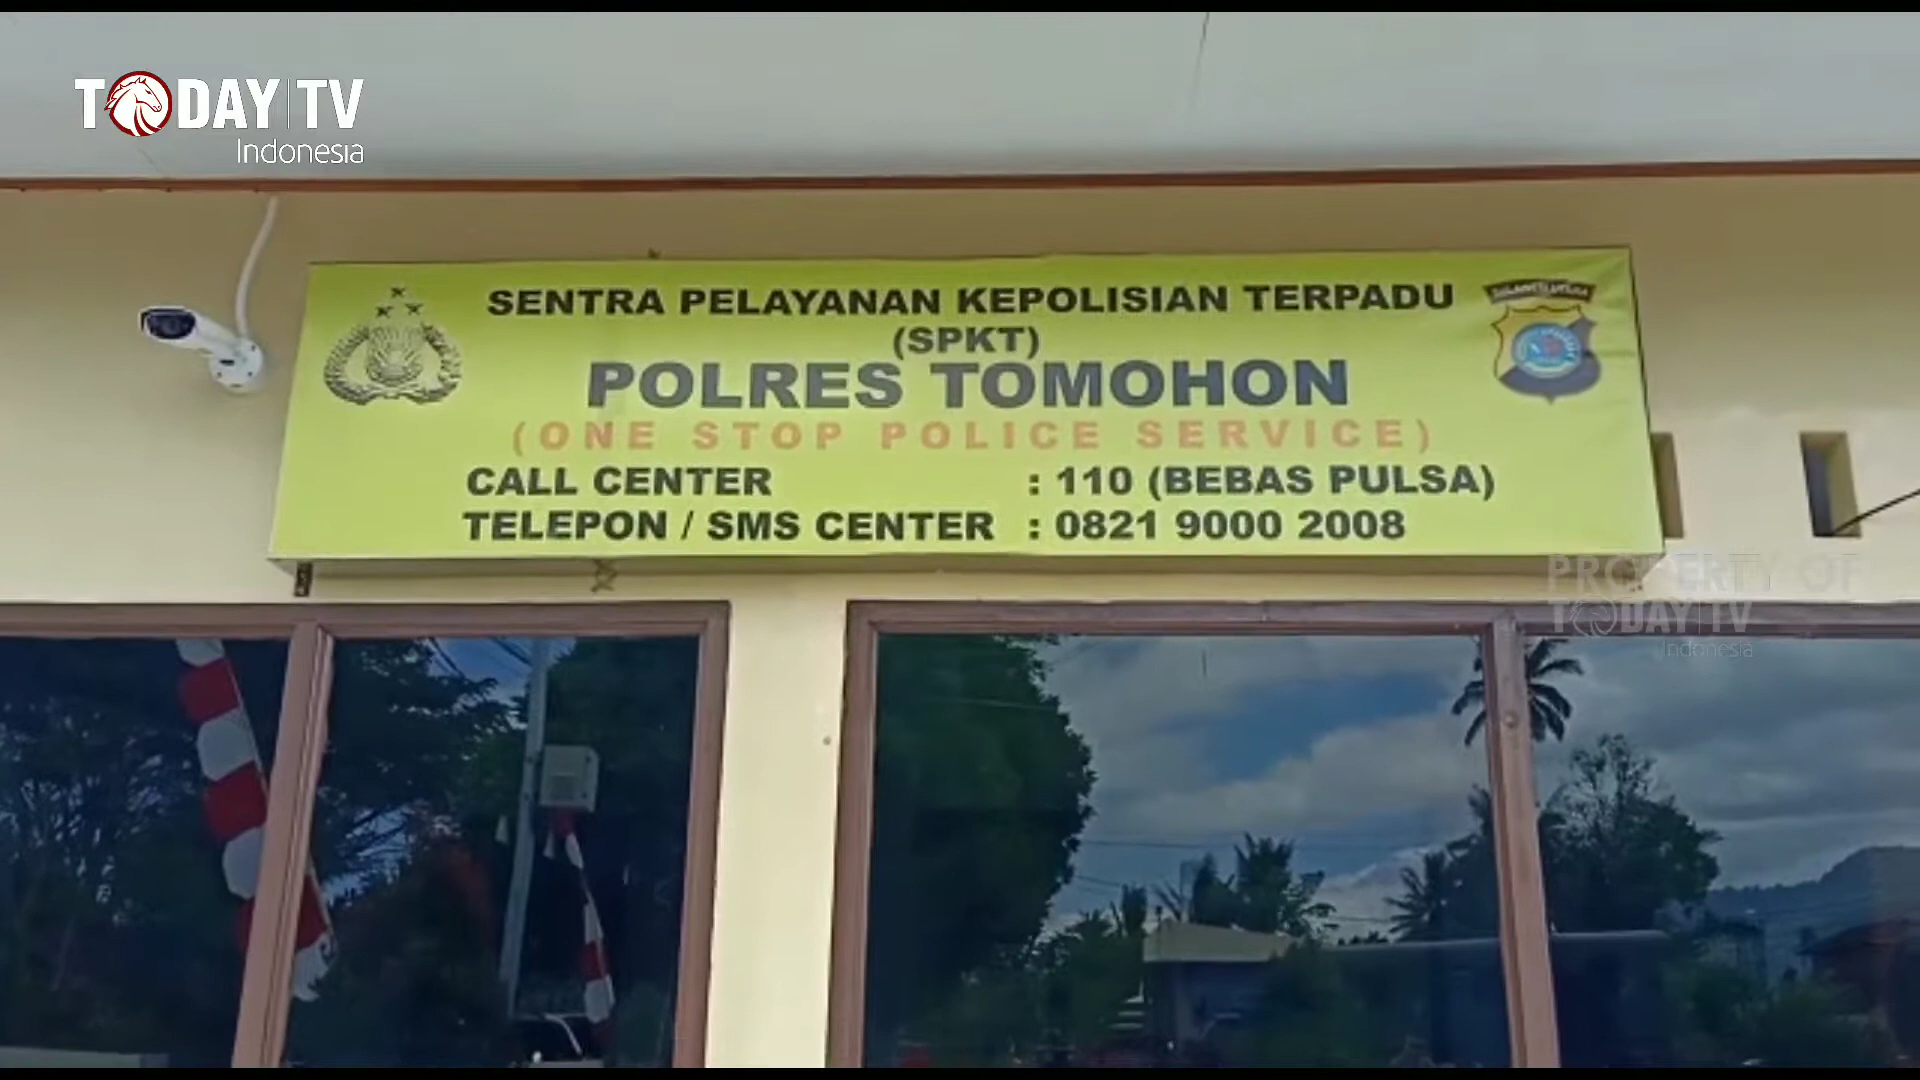 TODAY TV
Indonesia
SENTRA PELAYANAN KEPOLISIAN TERPADU
(SPKT)
POLRES TOMOHON
(ONE STOP POLICE SERVICE)
CALL CENTER : 110 (BEBAS PULSA)
TELEPON / SMS CENTER : 0821 9000 2008
PROPERTY OF
TODAY TV
Indonesia